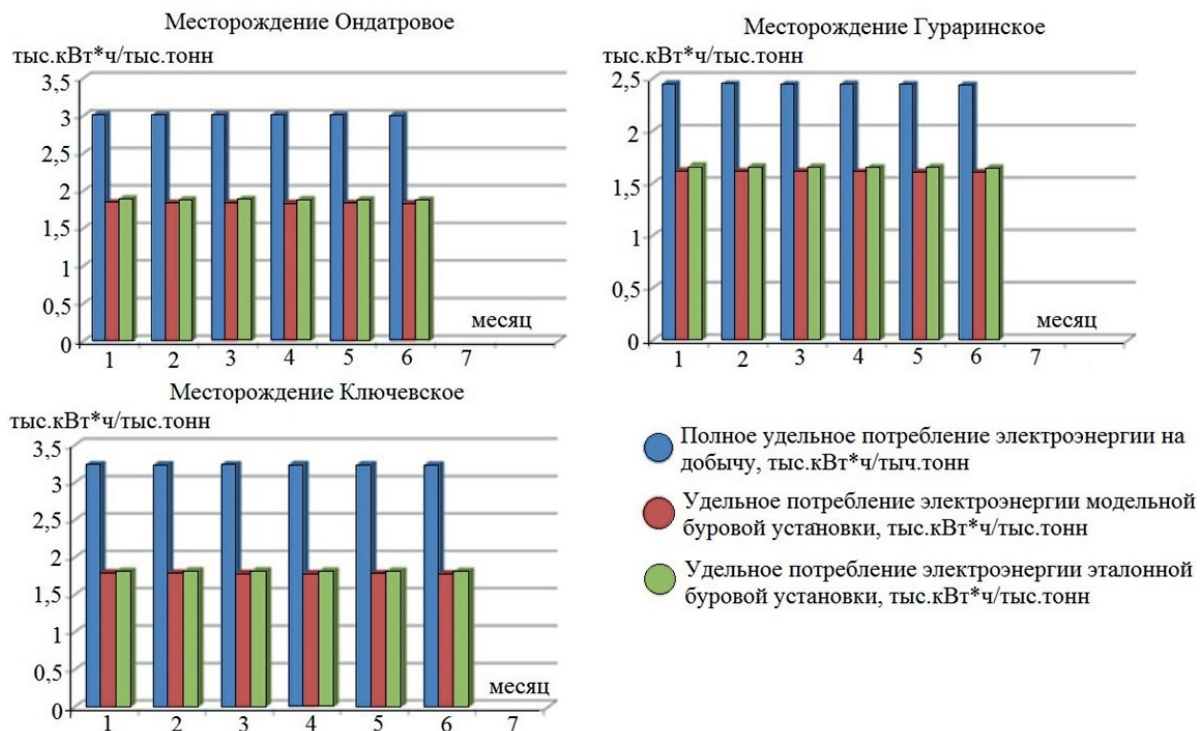 Месторождение Ондатровое
тыс.кВт*ч/тыс.тонн
3,5
3
2,5
2
1,5
1
0,5
0
месяц
1 2 3 4 5 6 7
Месторождение Гураринское
тыс.кВт*ч/тыс.тонн
2,5
2
1,5
1
0,5
0
месяц
1 2 3 4 5 6 7
Месторождение Ключевское
тыс.кВт*ч/тыс.тонн
3,5
3
2,5
2
1,5
1
0,5
0
месяц
1 2 3 4 5 6 7
Полное удельное потребление электроэнергии на
добычу, тыс.кВт*ч/тыч.тонн
Удельное потребление электроэнергии модельной
буровой установки, тыс.кВт*ч/тыс.тонн
Удельное потребление электроэнергии эталонной
буровой установки, тыс.кВт*ч/тыс.тонн